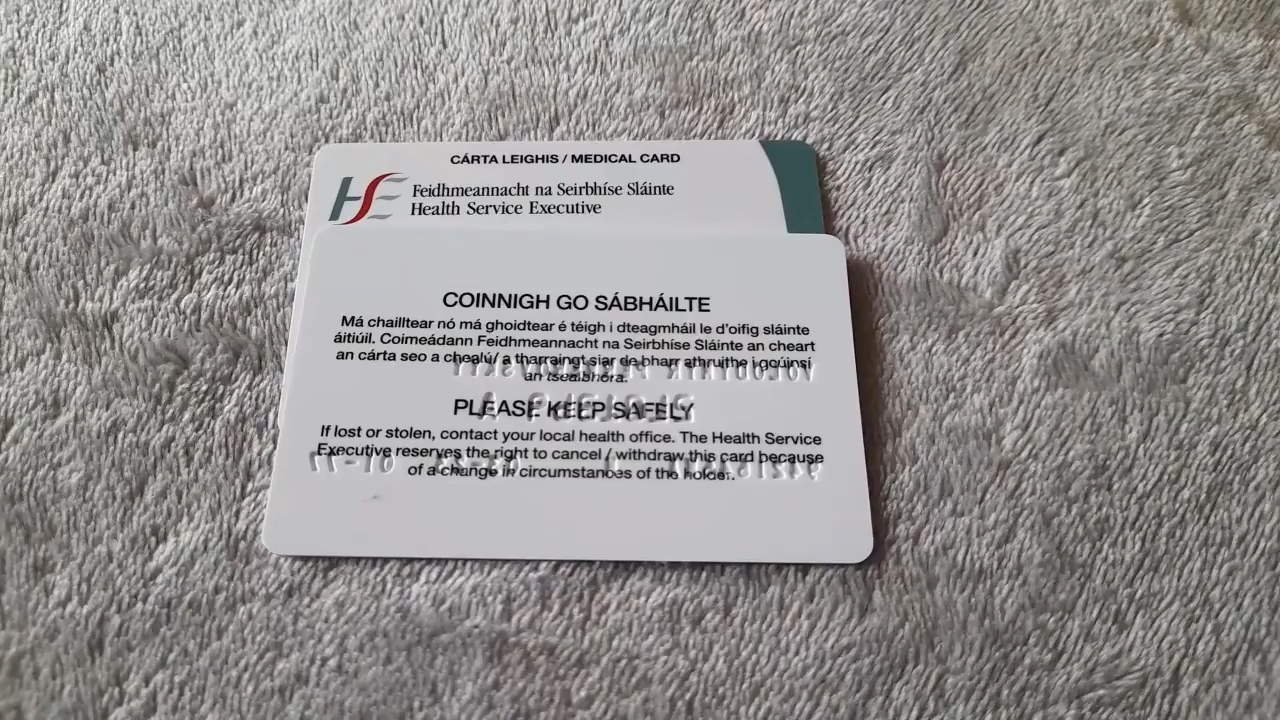 CÁRTA LEIGHIS / MEDICAL CARD
HSE
Feidhmeannacht na Seirbhíse Sláinte
Health Service Executive
COINNIGH GO SÁBHÁILTE
Má chailltear nó má ghoidtear é téigh i dteagmháil le d'oifig sláinte
áitiúil. Coimeádann Feidhmeannacht na Seirbhíse Sláinte an cheart
an cárta seo a chealú/ a tharraingt siar de bharr athruithe i gcúinsí
an tsealbhóra.
PLEASE KEEP SAFELY
If lost or stolen, contact your local health office. The Health Service
Executive reserves the right to cancel / withdraw this card because
of a change in circumstances of the holder.